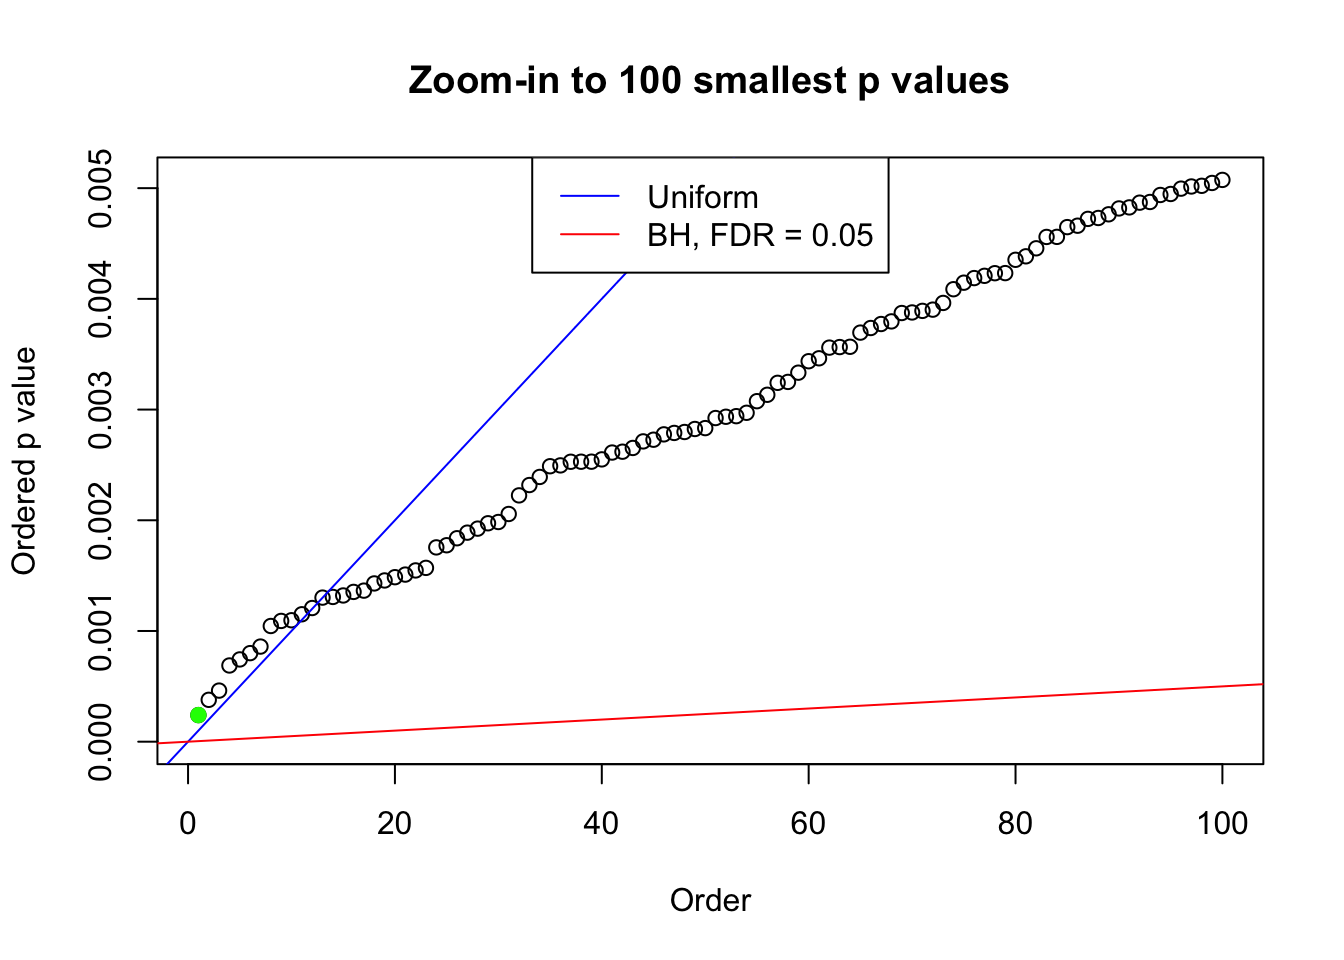 Zoom-in to 100 smallest p values
Uniform
BH, FDR = 0.05
Ordered p value
0.005
0.004
0.003
0.002
0.001
0.000
0 20 40 60 80 100
Order